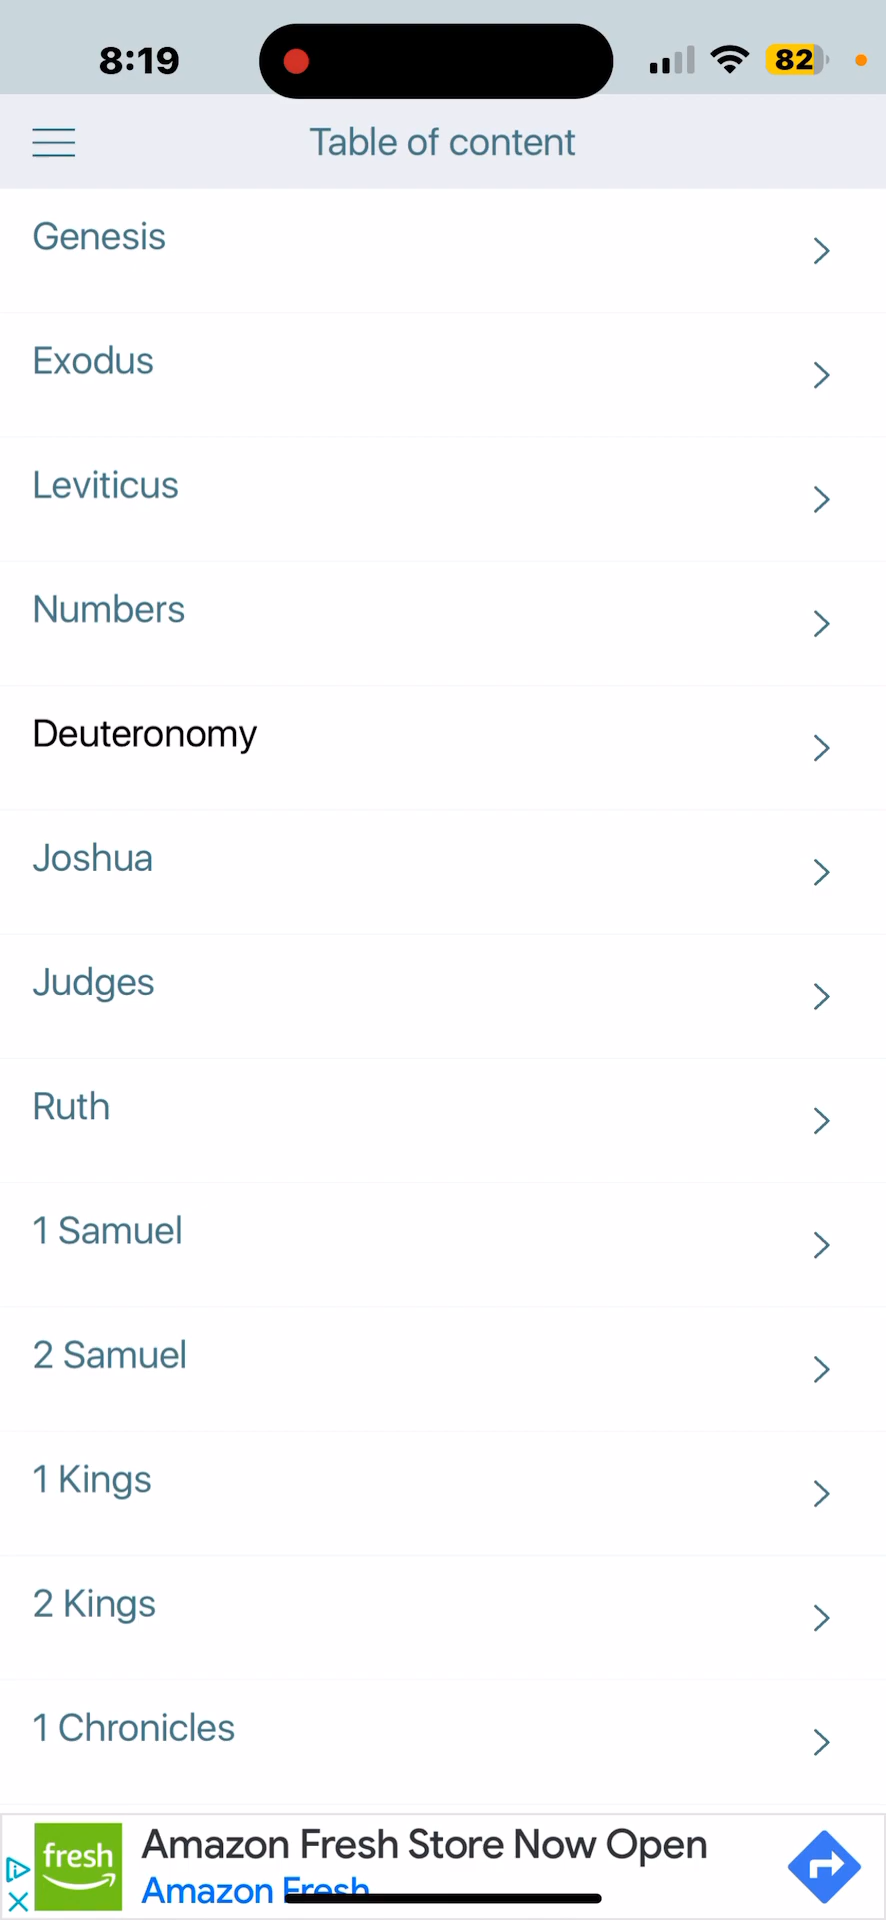 8:19
82
Table of content
Genesis
Exodus
Leviticus
Numbers
Deuteronomy
Joshua
Judges
Ruth
1 Samuel
2 Samuel
1 Kings
2 Kings
1 Chronicles
fresh
Amazon Fresh Store Now Open
Amazon Fresh